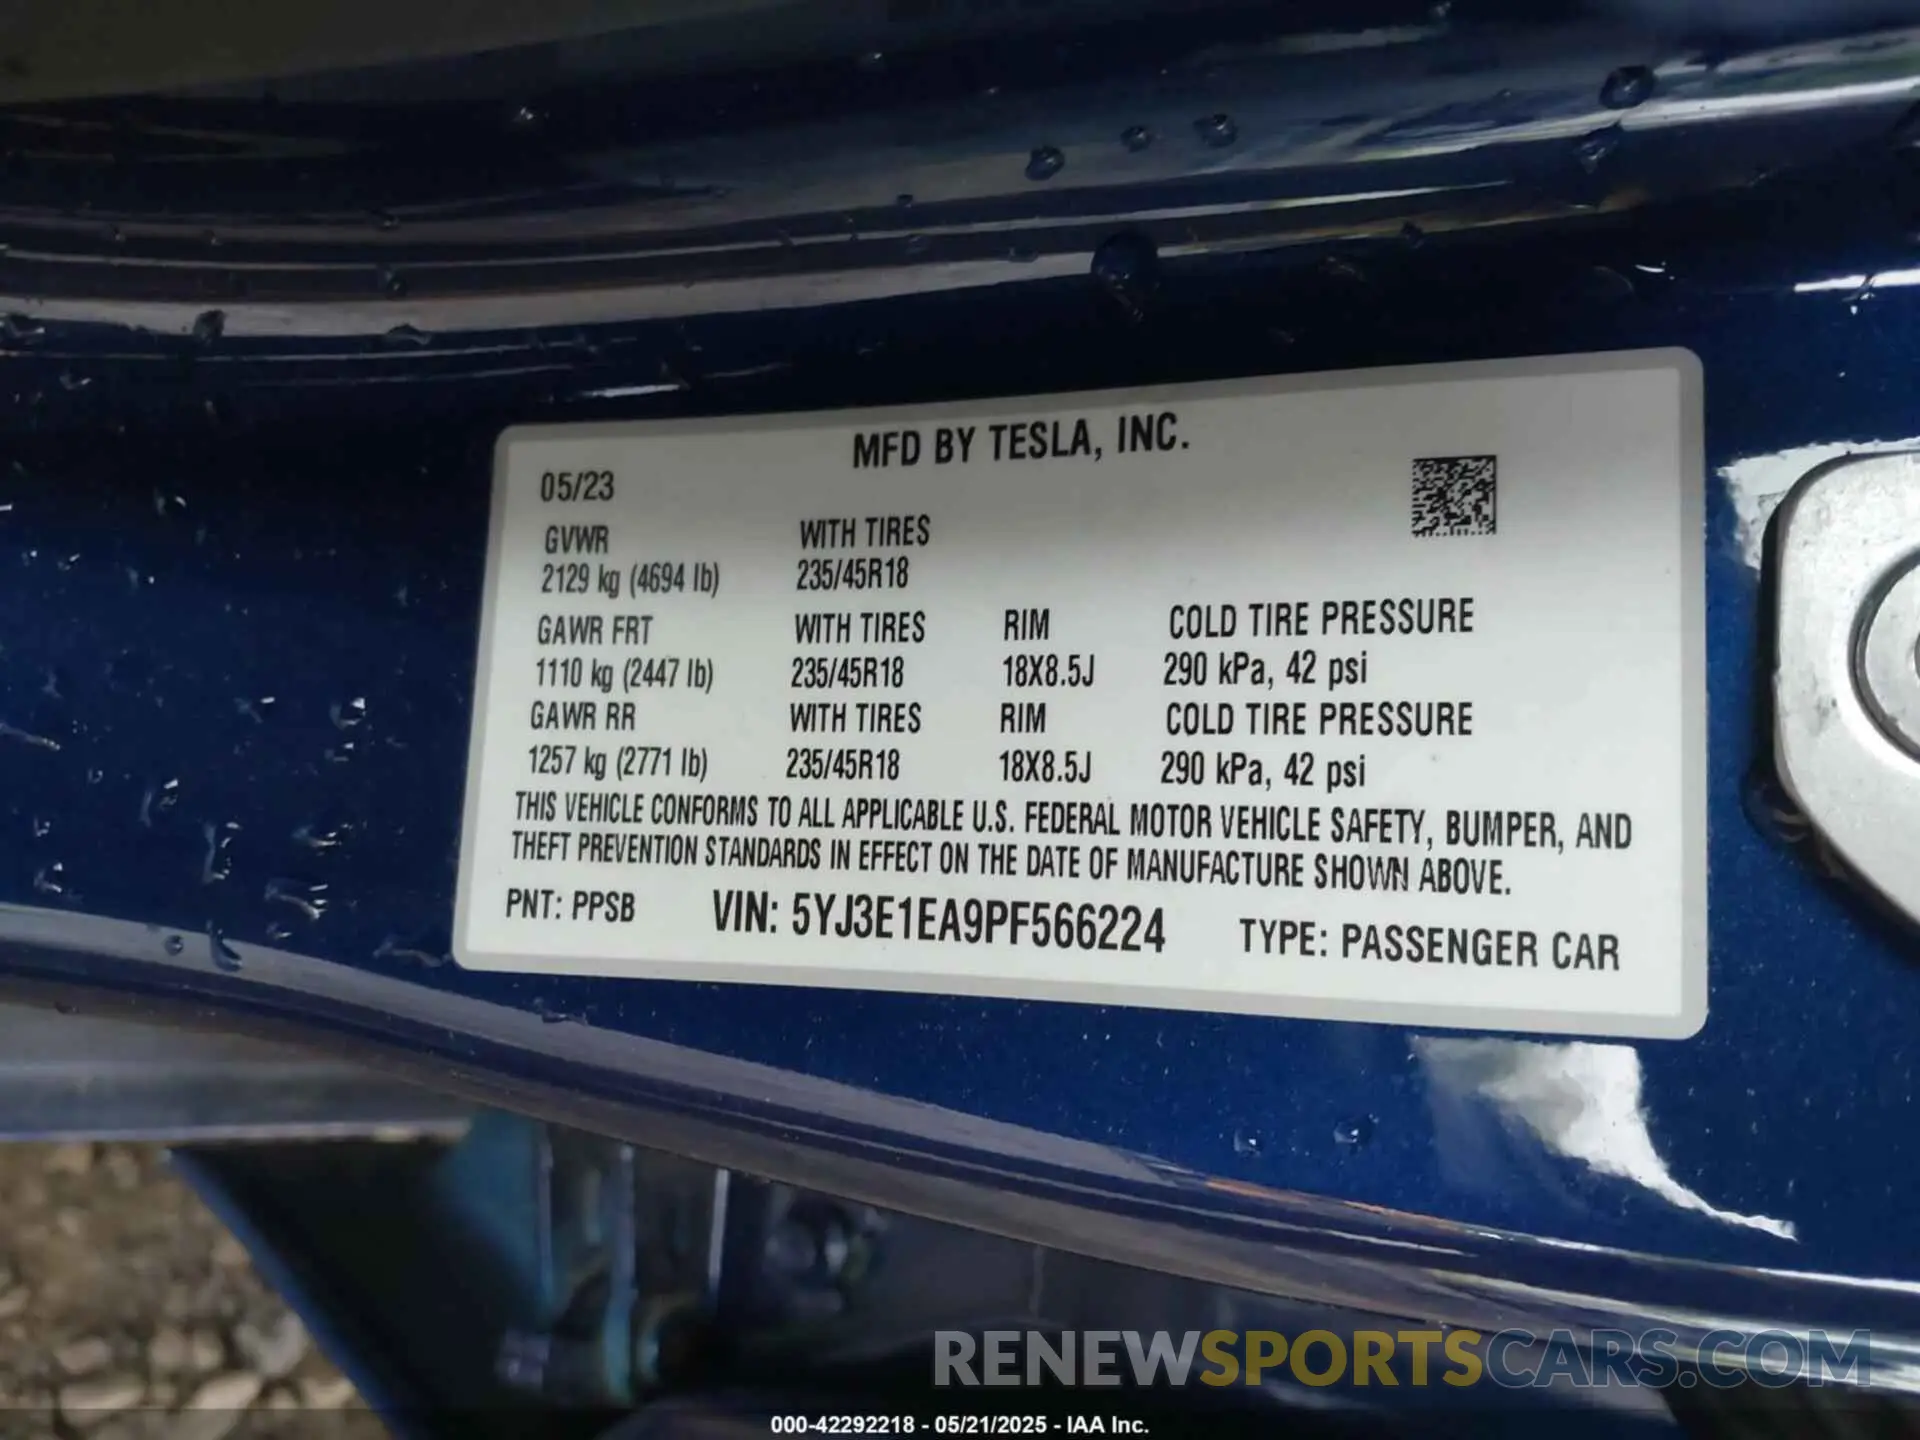 MFD BY TESLA, INC.
05/23
GVWR WITH TIRES
2129 kg (4694 lb) 235/45R18
GAWR FRT WITH TIRES RIM COLD TIRE PRESSURE
1110 kg (2447 lb) 235/45R18 18X8.5J 290 kPa, 42 psi
GAWR RR WITH TIRES RIM COLD TIRE PRESSURE
1257 kg (2771 lb) 235/45R18 18X8.5J 290 kPa, 42 psi
THIS VEHICLE CONFORMS TO ALL APPLICABLE U.S. FEDERAL MOTOR VEHICLE SAFETY, BUMPER, AND
THEFT PREVENTION STANDARDS IN EFFECT ON THE DATE OF MANUFACTURE SHOWN ABOVE.
PNT: PPSB VIN: 5YJ3E1EA9PF566224 TYPE: PASSENGER CAR
RENEWSPORTSCARS.COM
000-42292218 - 05/21/2025 - IAA Inc.